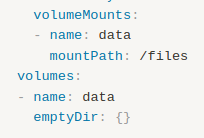 volumeMounts:
- name: data
mountPath: /files
volumes:
- name: data
emptyDir: {}